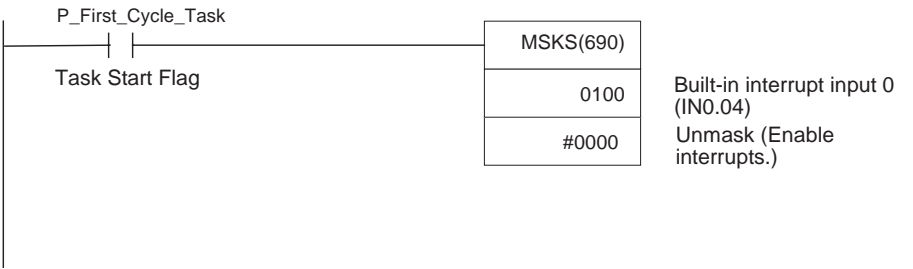 P_First_Cycle_Task
Task Start Flag
MSKS(690)
0100
#0000
Built-in interrupt input 0
(IN0.04)
Unmask (Enable
interrupts.)